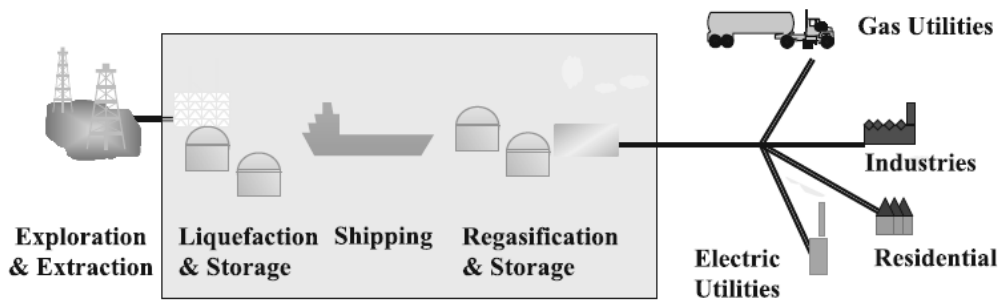 Gas Utilities
Industries
Exploration
& Extraction
Liquefaction
& Storage
Shipping
Regasification
& Storage
Electric
Utilities
Residential